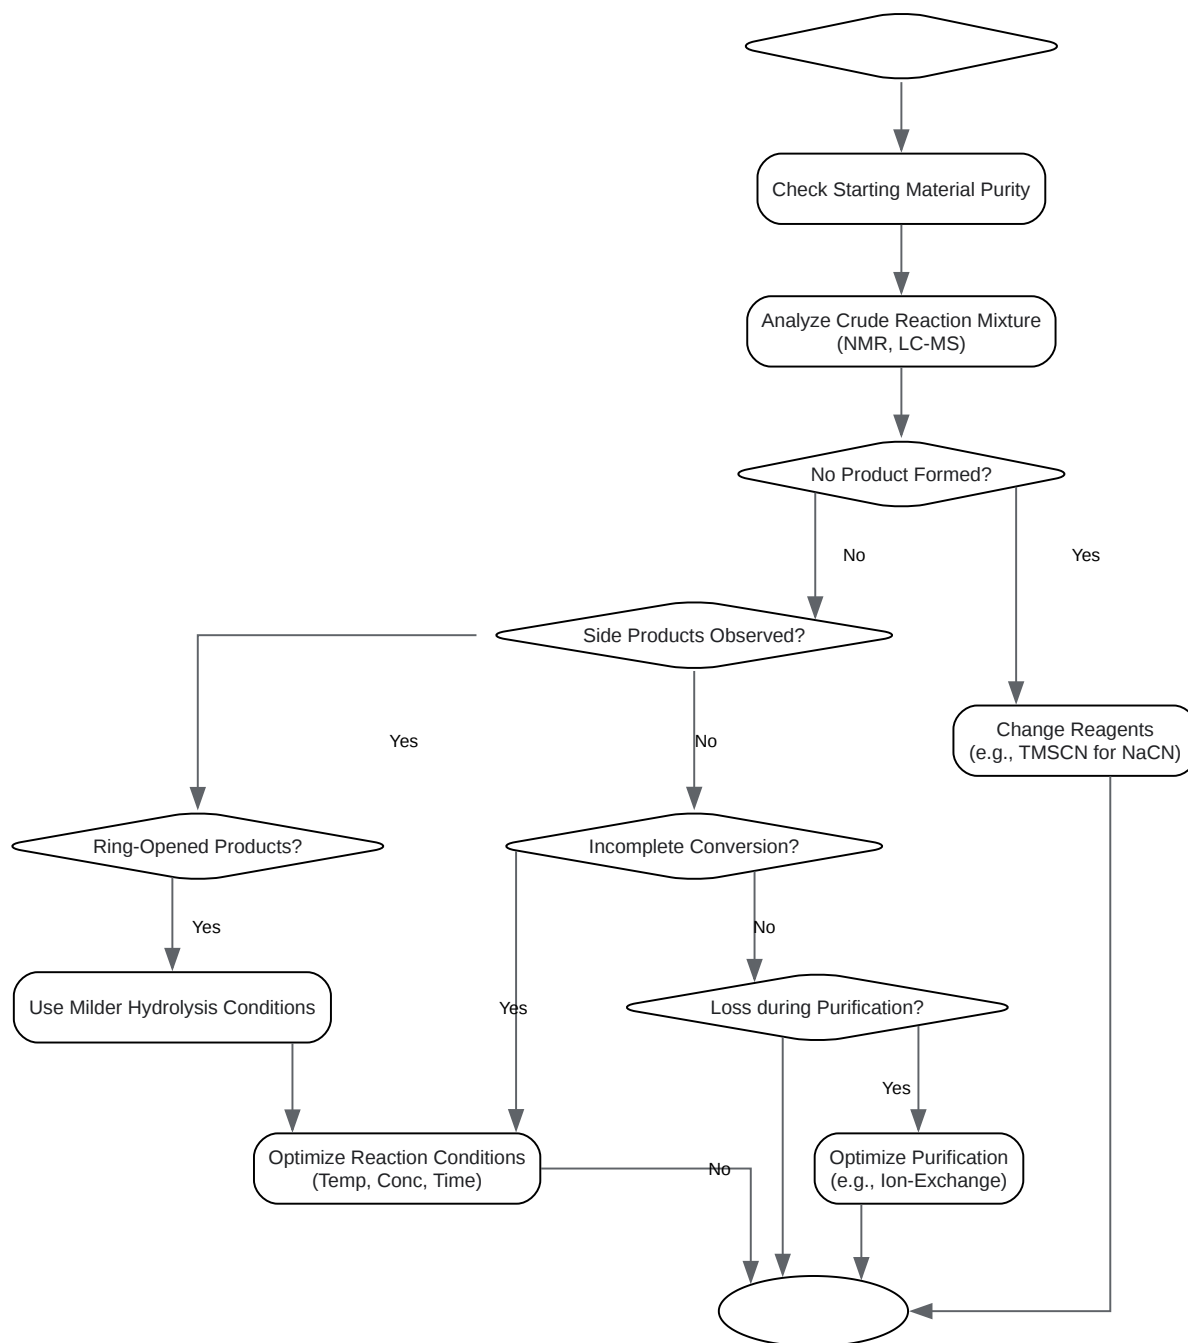 Check Starting Material Purity
Analyze Crude Reaction Mixture
(NMR, LC-MS)
No Product Formed?
No
Yes
Side Products Observed?
Change Reagents
(e.g., TMSCN for NaCN)
Yes
No
Ring-Opened Products?
Incomplete Conversion?
Yes
No
Use Milder Hydrolysis Conditions
Yes
Loss during Purification?
Yes
Optimize Reaction Conditions
(Temp, Conc, Time)
No
Optimize Purification
(e.g., Ion-Exchange)